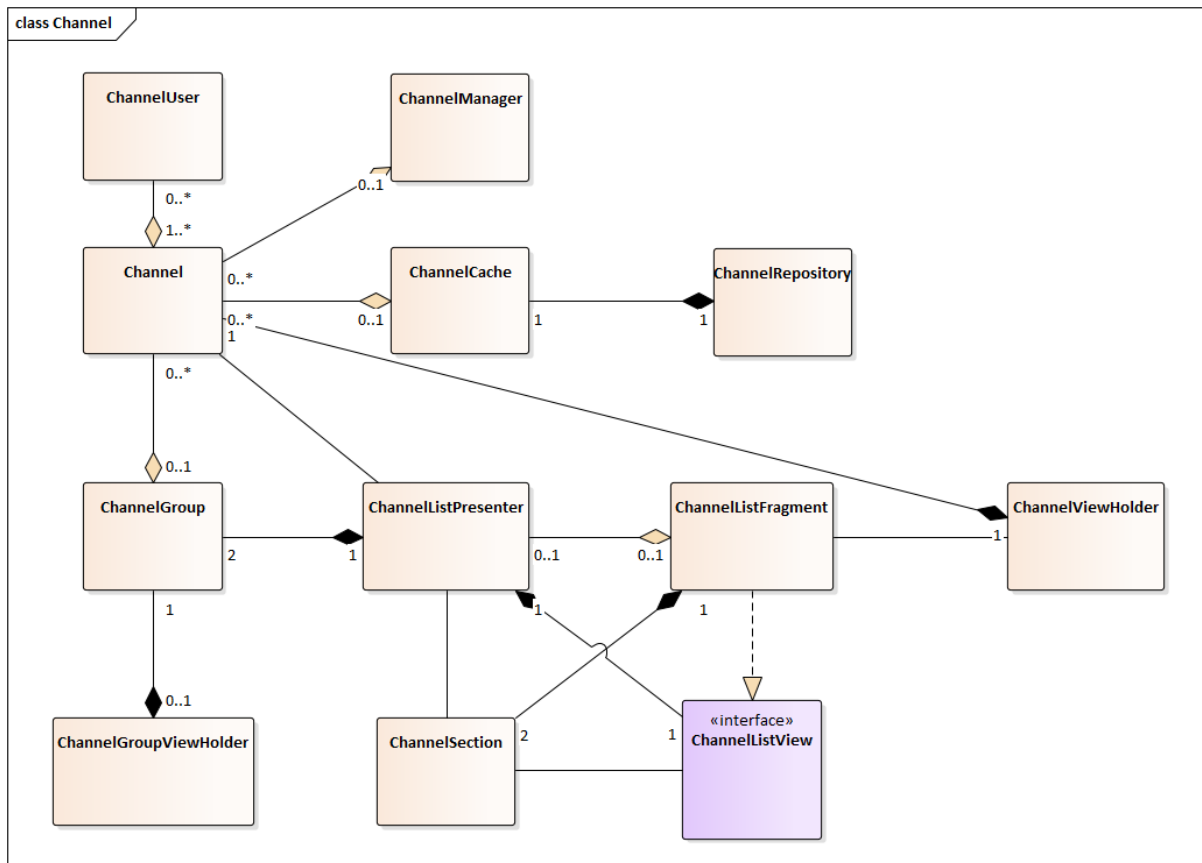 class Channel
ChannelUser
ChannelManager
0..*
0..1
1..*
Channel
ChannelCache
ChannelRepository
0..*
0..*
0..1
1
1
1
0..*
0..1
ChannelGroup
ChannelListPresenter
ChannelListFragment
ChannelViewHolder
2
1
0..1
0..1
1
1
1
1
0..1
«interface»
ChannelGroupViewHolder
ChannelSection
2
1
ChannelListView